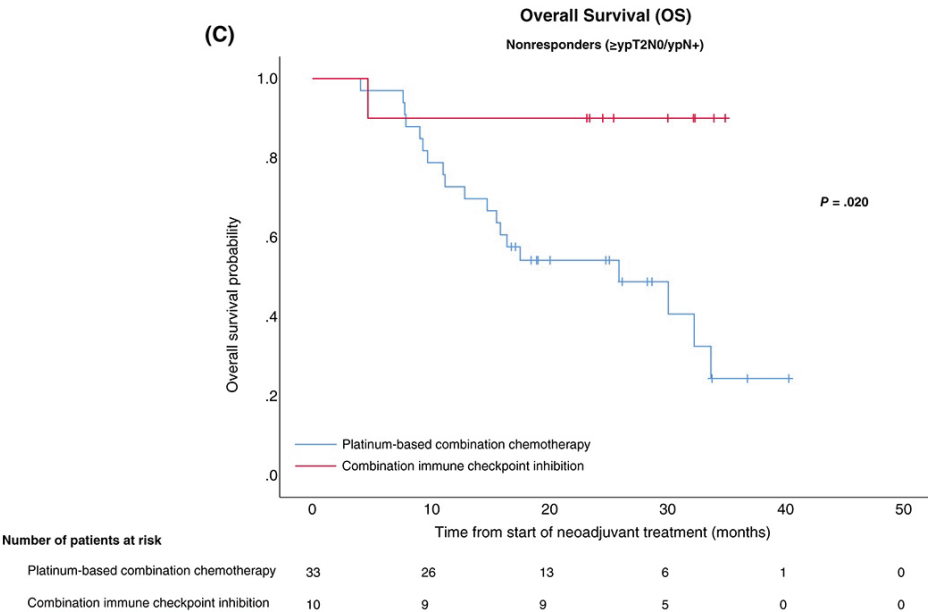 (C)
Overall Survival (OS)
Nonresponders (≥ypT2N0/ypN+)
Overall survival probability
1.0
.8
.6
.4
.2
.0
P = .020
Platinum-based combination chemotherapy
Combination immune checkpoint inhibition
0 10 20 30 40 50
Time from start of neoadjuvant treatment (months)
Number of patients at risk
Platinum-based combination chemotherapy 33 26 13 6 1 0
Combination immune checkpoint inhibition 10 9 9 5 0 0